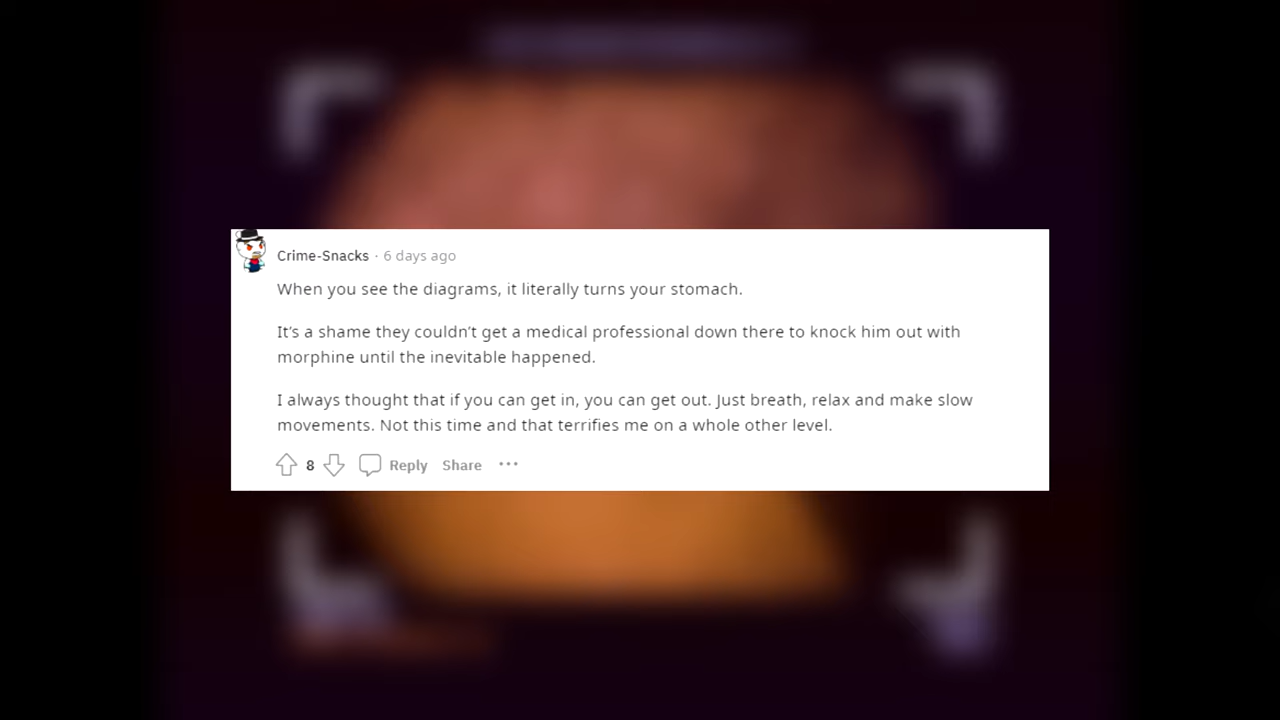 Crime-Snacks · 6 days ago
When you see the diagrams, it literally turns your stomach.
It’s a shame they couldn’t get a medical professional down there to knock him out with
morphine until the inevitable happened.
I always thought that if you can get in, you can get out. Just breath, relax and make slow
movements. Not this time and that terrifies me on a whole other level.
8 Reply Share ···